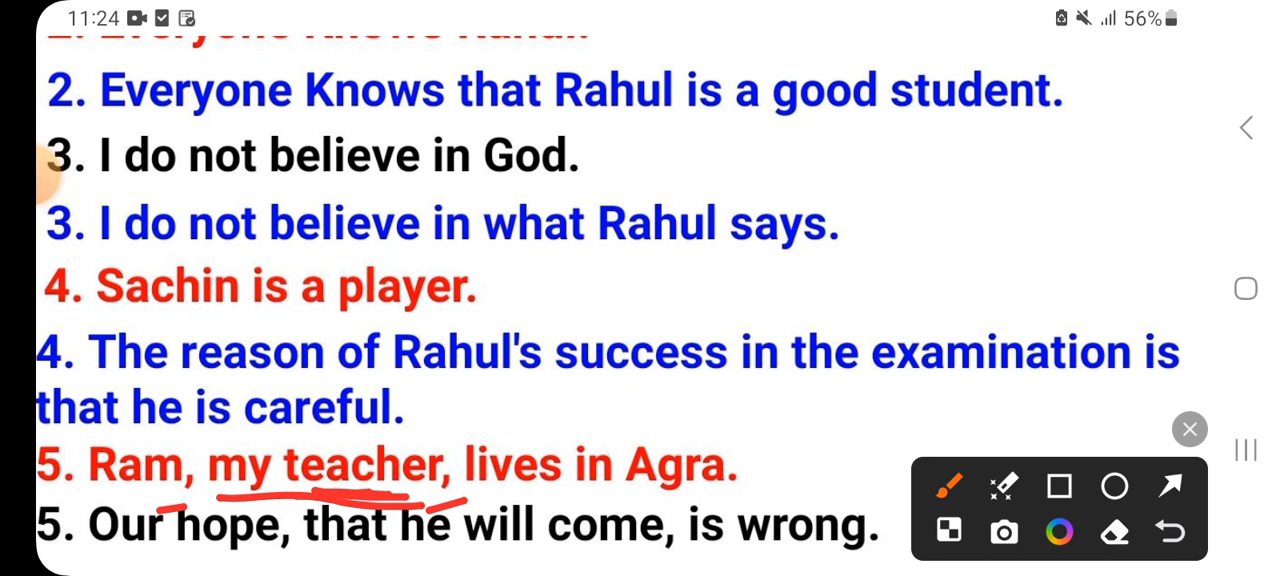 11:24 56%
2. Everyone Knows that Rahul is a good student.
3. I do not believe in God.
3. I do not believe in what Rahul says.
4. Sachin is a player.
4. The reason of Rahul's success in the examination is
that he is careful.
5. Ram, my teacher, lives in Agra.
5. Our hope, that he will come, is wrong.